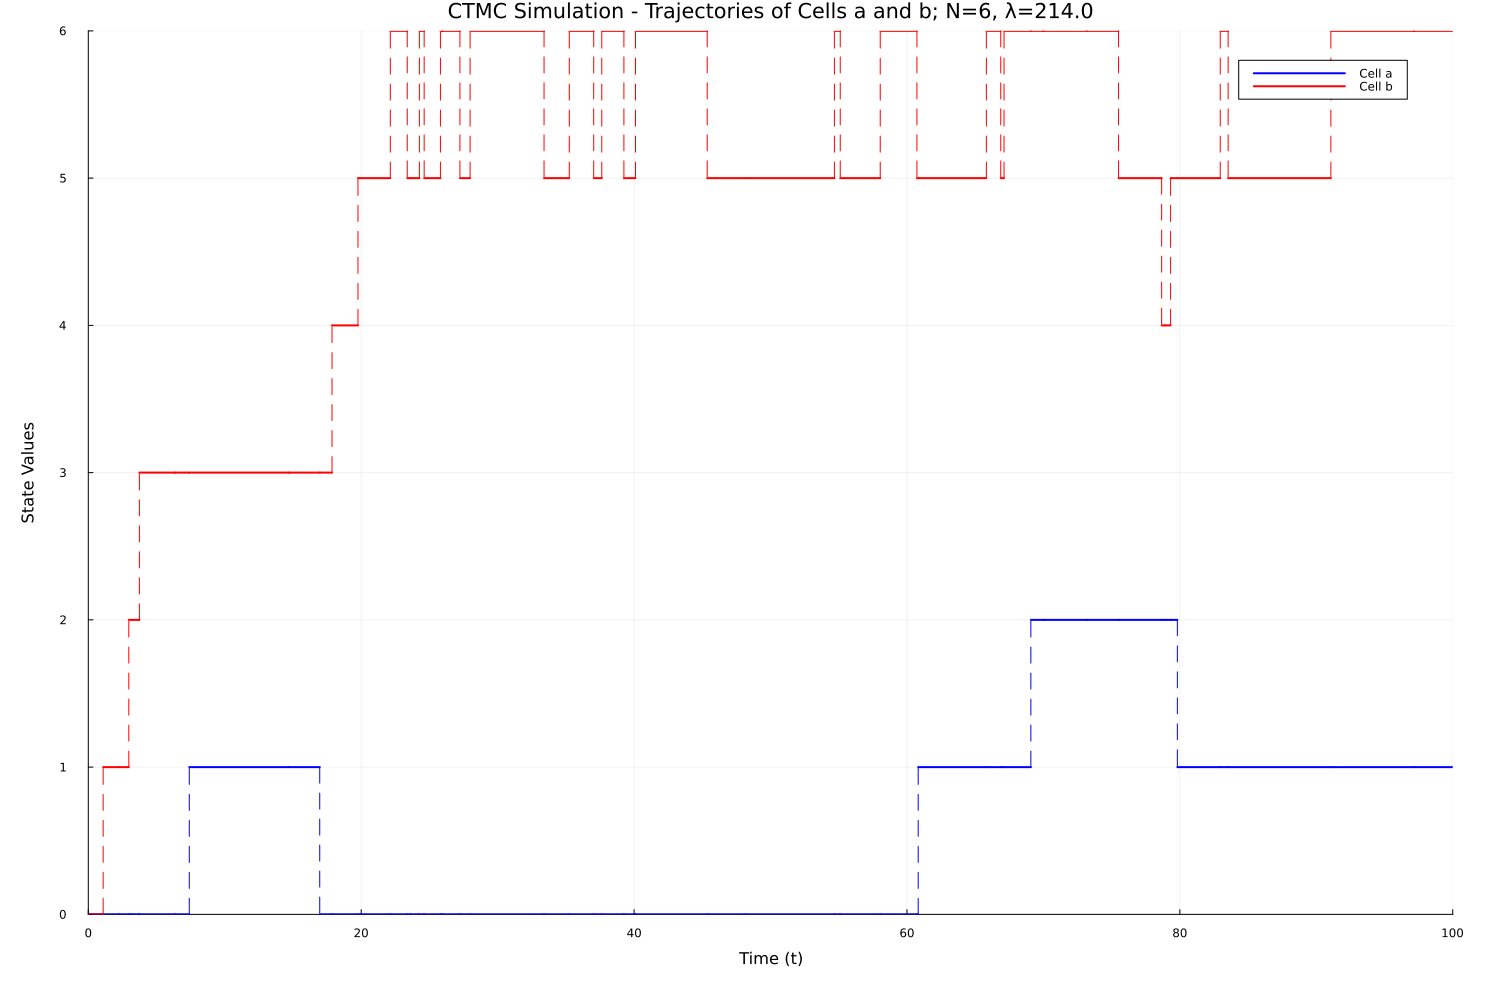 CTMC Simulation - Trajectories of Cells a and b; N=6, λ=214.0
6
Cell a
Cell b
5
4
State Values
3
2
1
0
0 20 40 60 80 100
Time (t)